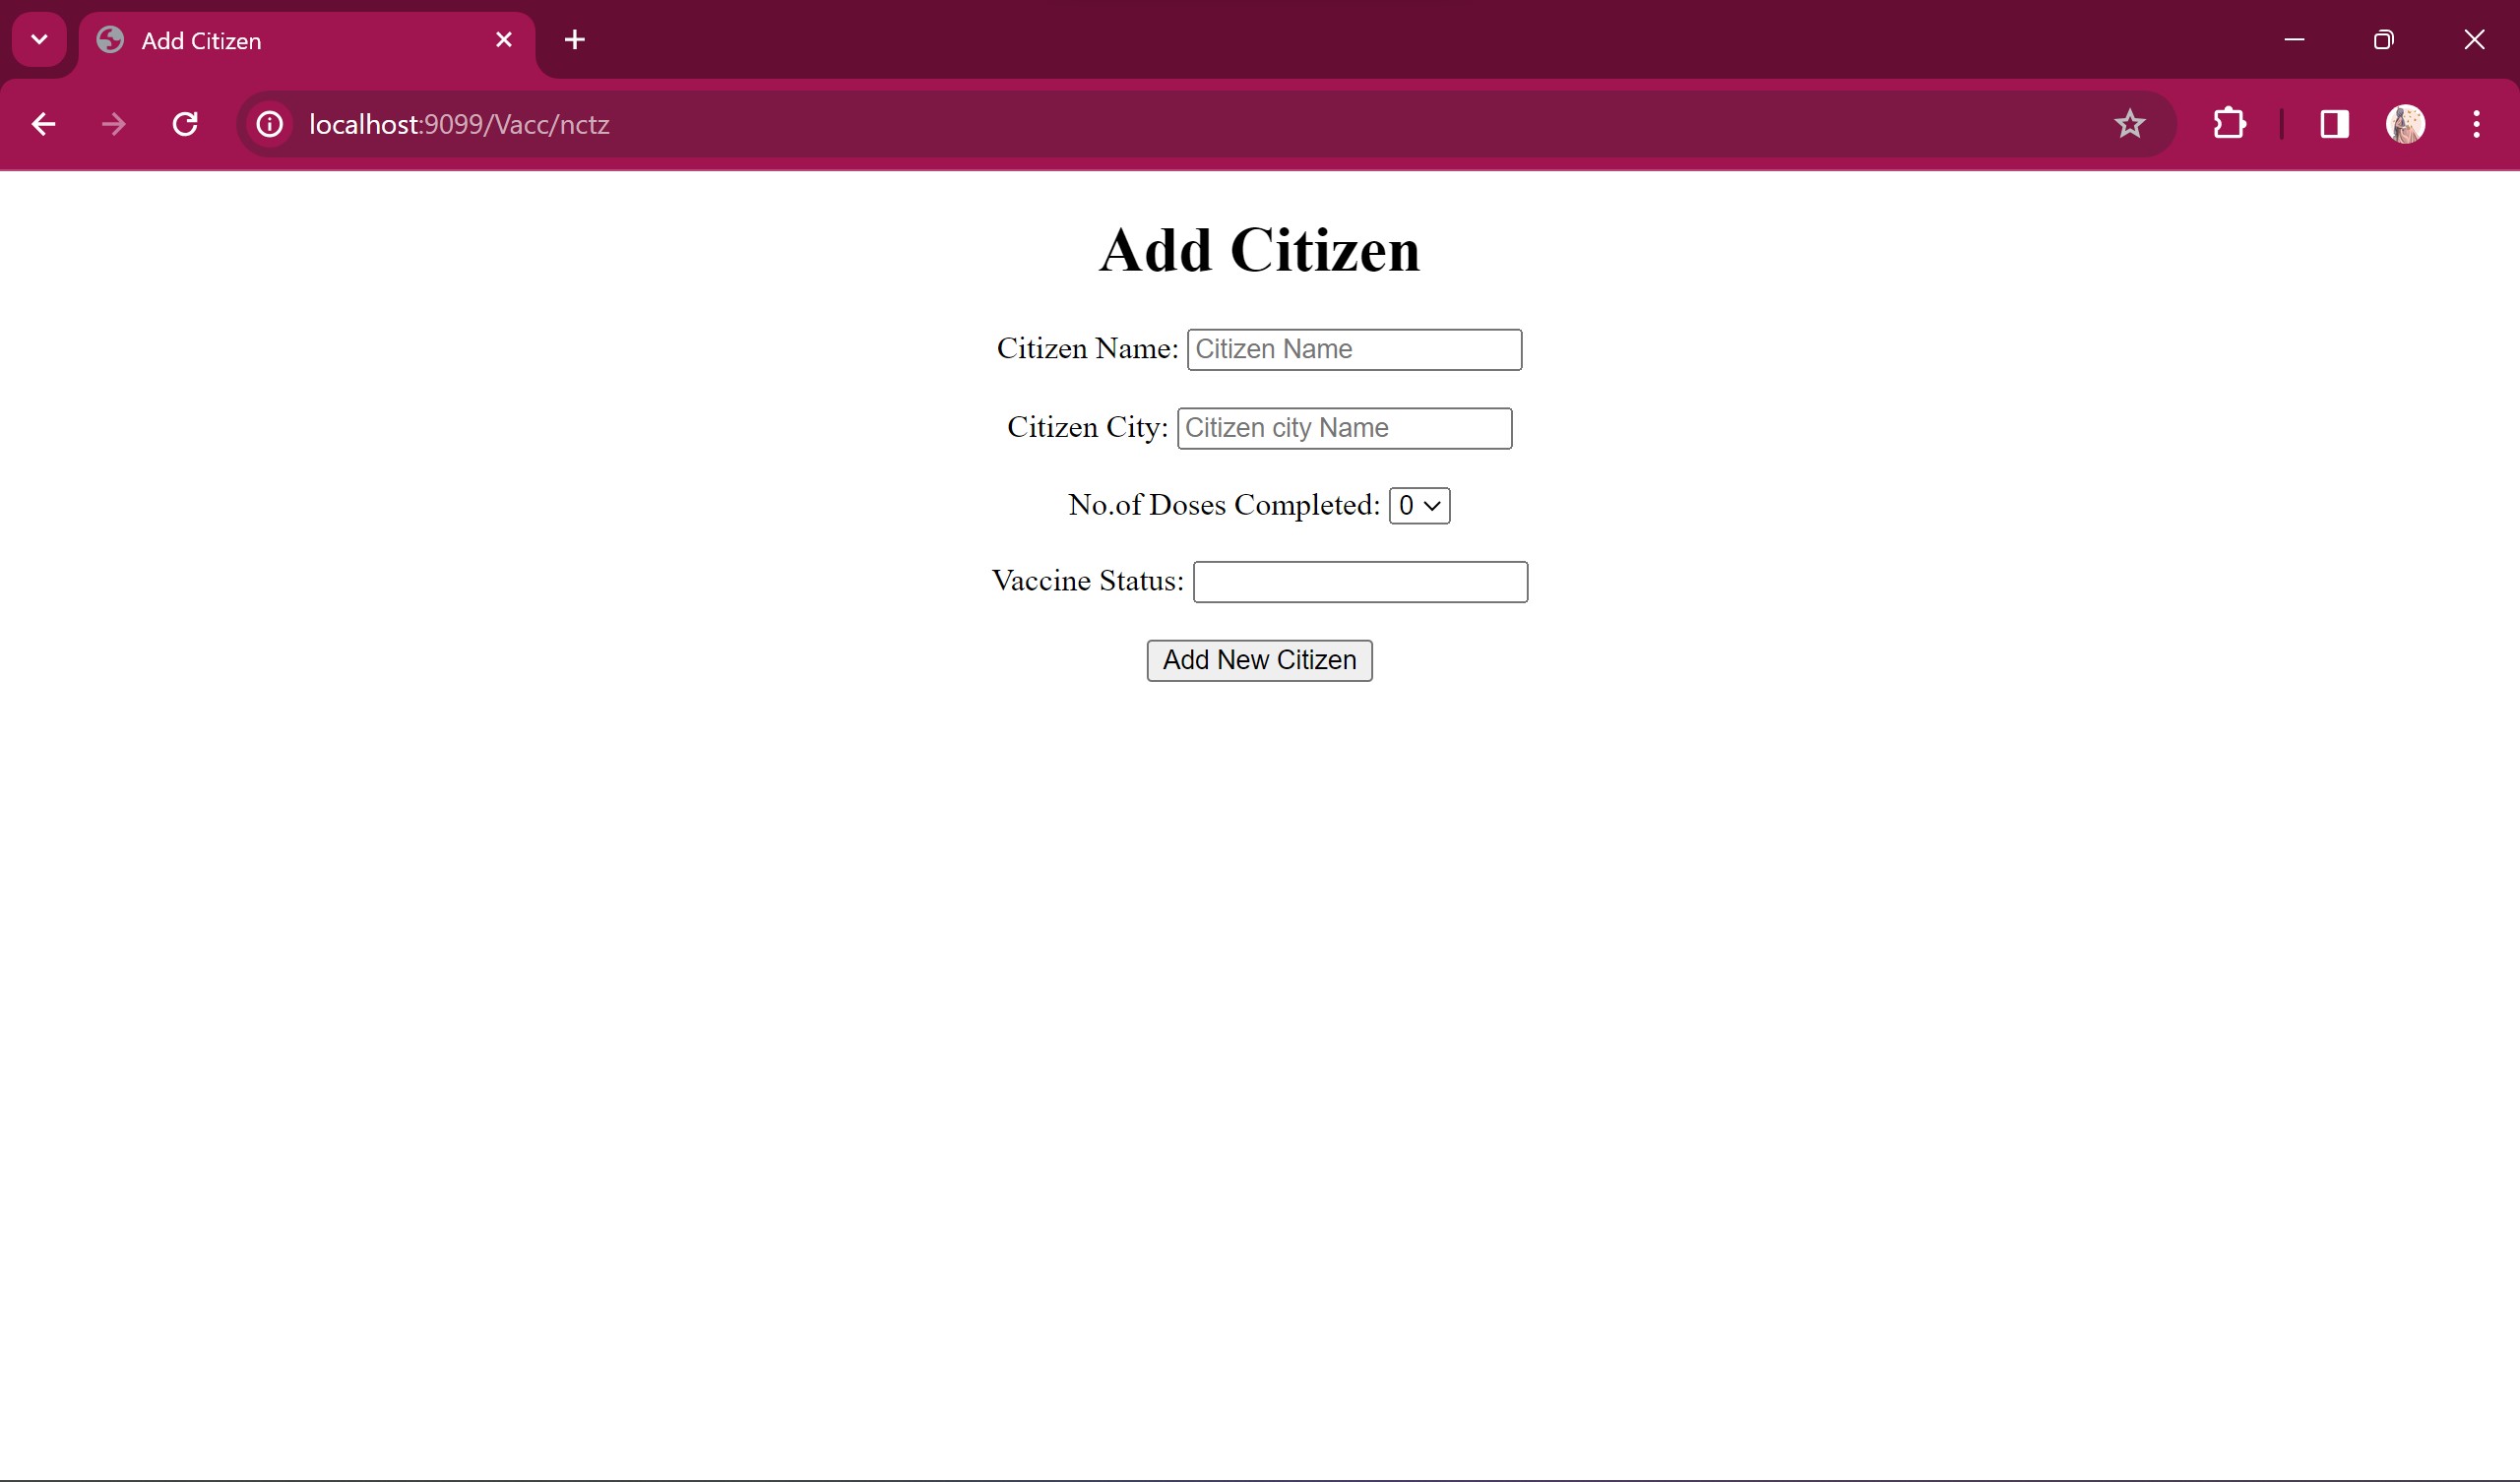 Add Citizen
localhost:9099/Vacc/nctz
Add Citizen
Citizen Name: Citizen Name
Citizen City: Citizen city Name
No.of Doses Completed: 0
Vaccine Status:
Add New Citizen